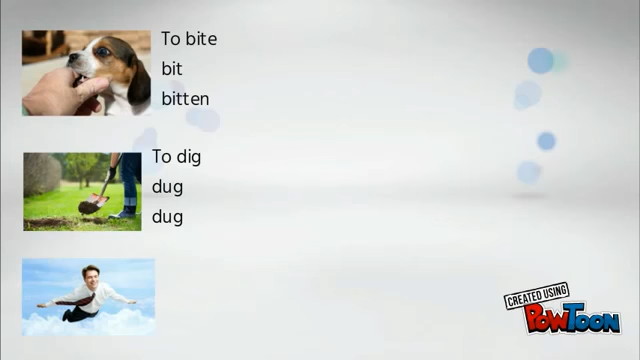 To bite
bit
bitten
To dig
dug
dug
CREATED USING
POWTOON